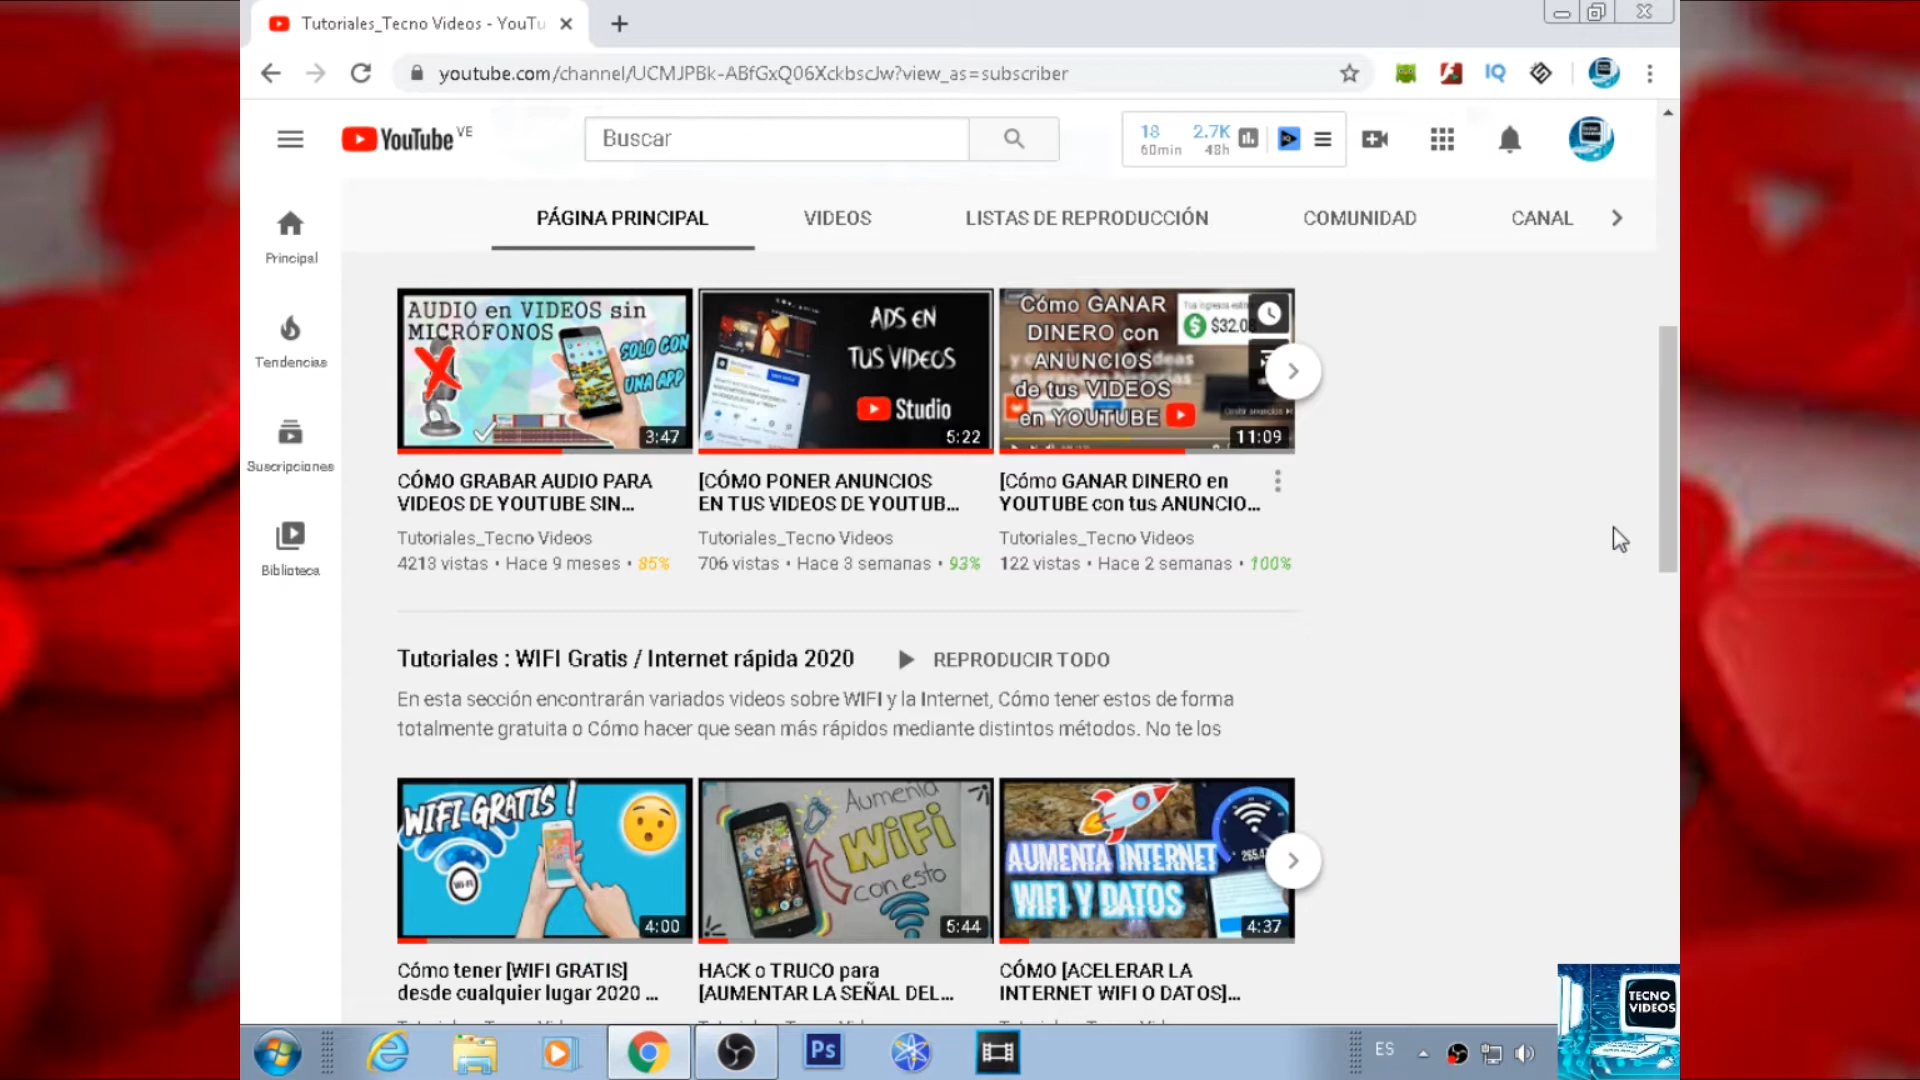 Tutoriales_Tecno Videos - YouTu
youtube.com/channel/UCMJPBk-ABfGxQ06XckbscJw?view_as=subscriber
IQ
YouTube VE
Buscar
18 2.7K
60min 48h
PÁGINA PRINCIPAL VIDEOS LISTAS DE REPRODUCCIÓN COMUNIDAD CANAL
Principal
Tendencias
Suscripciones
Biblioteca
AUDIO en VIDEOS sin
MICRÓFONOS
SOLO CON
UNA APP
3:47
ADS EN
TUS VIDEOS
Studio
5:22
Cómo GANAR
DINERO con
ANUNCIOS
de tus VIDEOS
en YOUTUBE
11:09
CÓMO GRABAR AUDIO PARA
VIDEOS DE YOUTUBE SIN...
Tutoriales_Tecno Videos
4213 vistas • Hace 9 meses • 85%
[CÓMO PONER ANUNCIOS
EN TUS VIDEOS DE YOUTUB...
Tutoriales_Tecno Videos
706 vistas • Hace 3 semanas • 93%
[Cómo GANAR DINERO en
YOUTUBE con tus ANUNCIO...
Tutoriales_Tecno Videos
122 vistas • Hace 2 semanas • 100%
Tutoriales : WIFI Gratis / Internet rápida 2020 REPRODUCIR TODO
En esta sección encontrarán variados videos sobre WIFI y la Internet, Cómo tener estos de forma
totalmente gratuita o Cómo hacer que sean más rápidos mediante distintos métodos. No te los
WIFI GRATIS !
Wi-Fi
4:00
Aumenta
WiFi
con esto
5:44
AUMENTA INTERNET
WIFI Y DATOS
4:37
Cómo tener [WIFI GRATIS]
desde cualquier lugar 2020 ...
HACK o TRUCO para
[AUMENTAR LA SEÑAL DEL...
CÓMO [ACELERAR LA
INTERNET WIFI O DATOS]...
TECNO
VIDEOS
Ps
ES